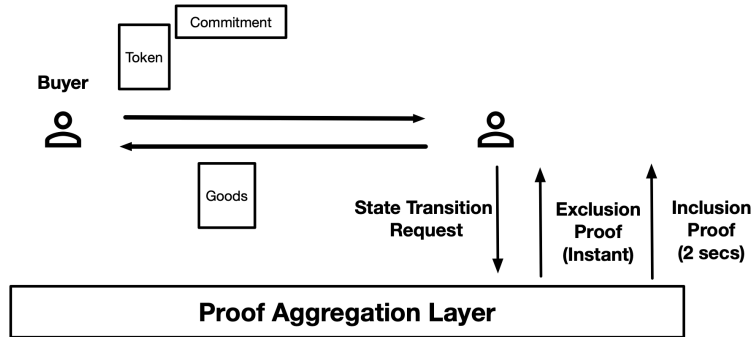 Commitment
Token
Buyer
Goods
State Transition
Request
Exclusion
Proof
(Instant)
Inclusion
Proof
(2 secs)
Proof Aggregation Layer